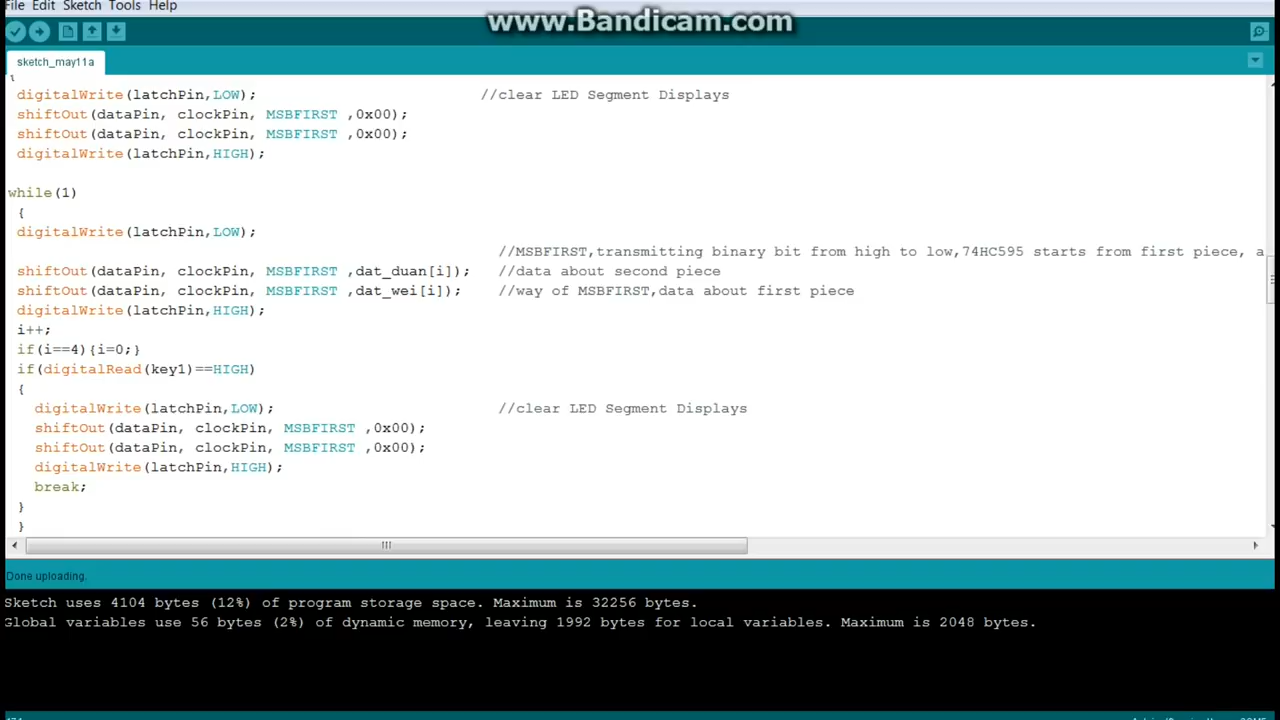 www.Bandicam.com
File Edit Sketch Tools Help
sketch_may11a
{
digitalWrite(latchPin,LOW); //clear LED Segment Displays
shiftOut(dataPin, clockPin, MSBFIRST ,0x00);
shiftOut(dataPin, clockPin, MSBFIRST ,0x00);
digitalWrite(latchPin,HIGH);
while(1)
{
digitalWrite(latchPin,LOW);
//MSBFIRST,transmitting binary bit from high to low,74HC595 starts from first piece, a
shiftOut(dataPin, clockPin, MSBFIRST ,dat_duan[i]); //data about second piece
shiftOut(dataPin, clockPin, MSBFIRST ,dat_wei[i]); //way of MSBFIRST,data about first piece
digitalWrite(latchPin,HIGH);
i++;
if(i==4){i=0;}
if(digitalRead(key1)==HIGH)
{
digitalWrite(latchPin,LOW); //clear LED Segment Displays
shiftOut(dataPin, clockPin, MSBFIRST ,0x00);
shiftOut(dataPin, clockPin, MSBFIRST ,0x00);
digitalWrite(latchPin,HIGH);
break;
}
}
Done uploading.
Sketch uses 4104 bytes (12%) of program storage space. Maximum is 32256 bytes.
Global variables use 56 bytes (2%) of dynamic memory, leaving 1992 bytes for local variables. Maximum is 2048 bytes.